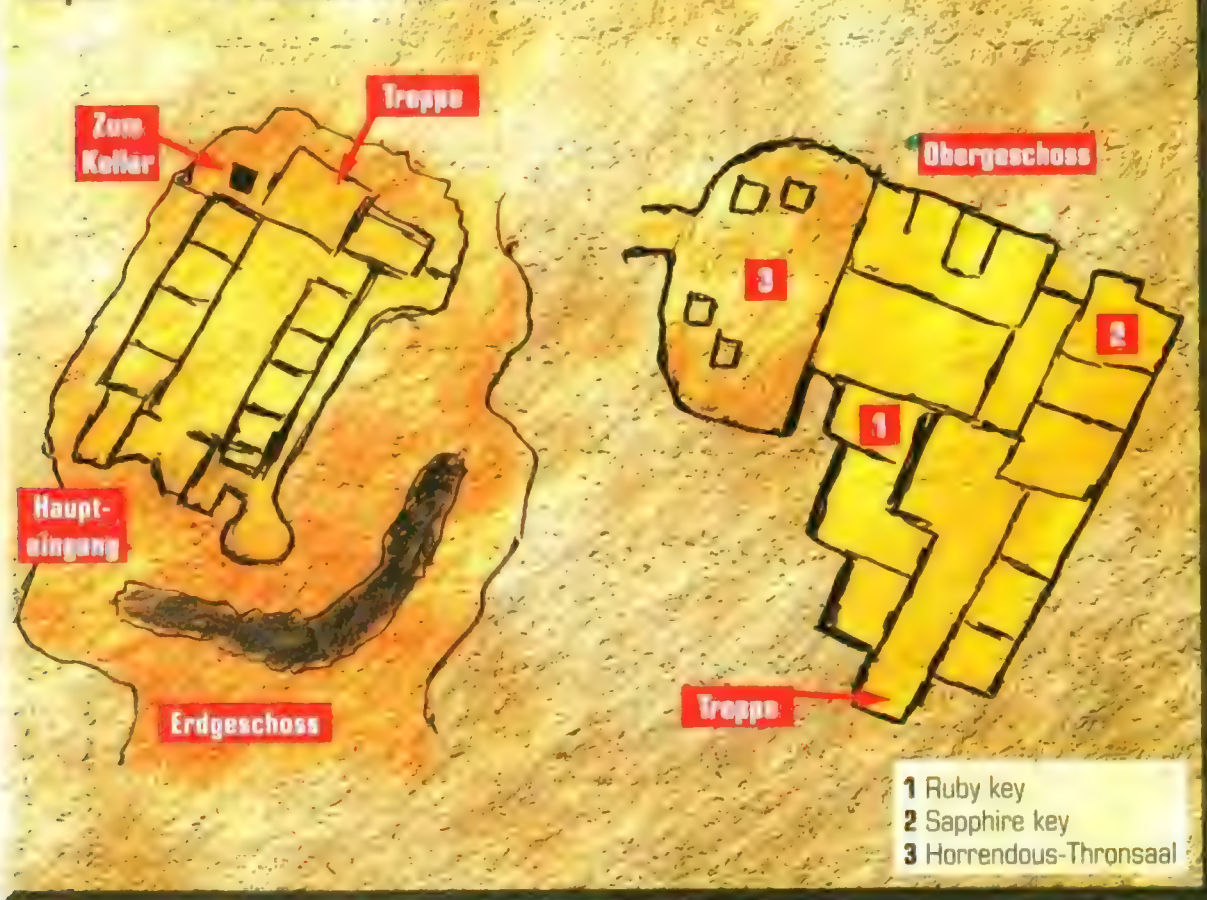 Zum
Keller
Treppe
Haupt-
eingang
Erdgeschoss
Obergeschoss
3
2
1
Treppe
1 Ruby key
2 Sapphire key
3 Horrendous-Thronsaal